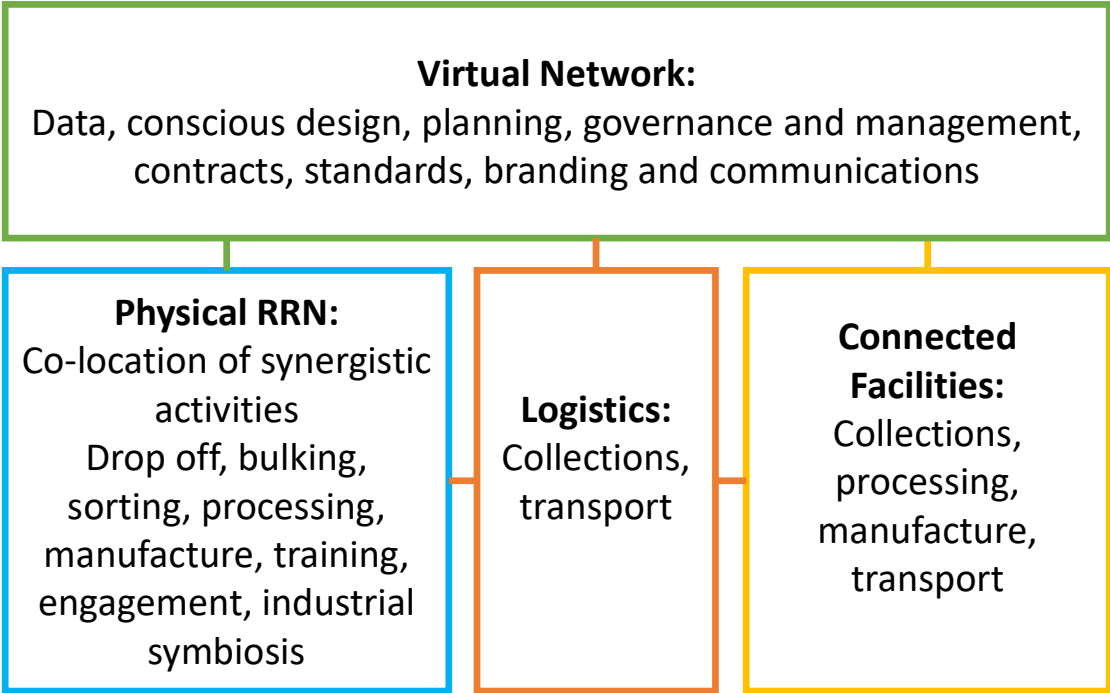 Virtual Network:
Data, conscious design, planning, governance and management,
contracts, standards, branding and communications
Physical RRN:
Co-location of synergistic
activities
Drop off, bulking,
sorting, processing,
manufacture, training,
engagement, industrial
symbiosis
Logistics:
Collections,
transport
Connected
Facilities:
Collections,
processing,
manufacture,
transport